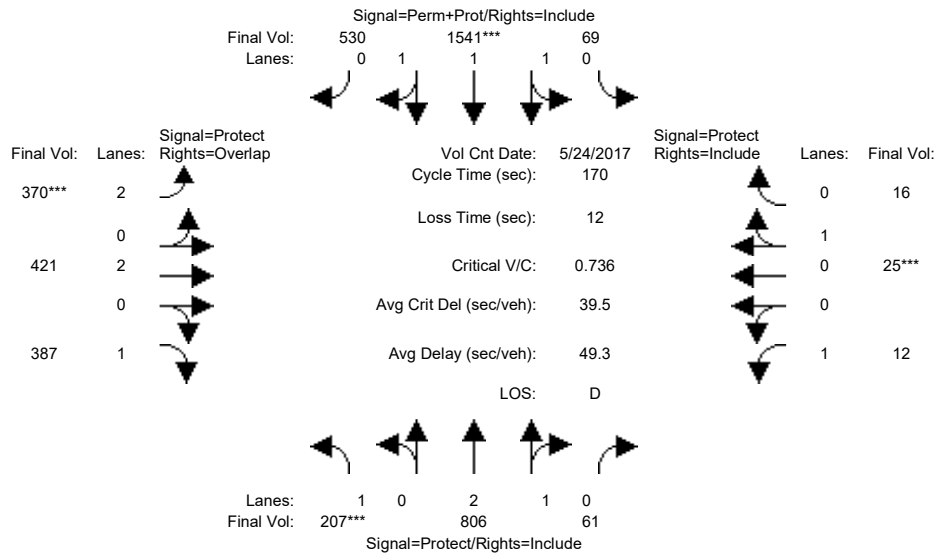 Signal=Perm+Prot/Rights=Include
Final Vol: 530 1541*** 69
Lanes: 0 1 1 1 0
Signal=Protect Signal=Protect
Final Vol: Lanes: Rights=Overlap Vol Cnt Date: 5/24/2017 Rights=Include Lanes: Final Vol:
Cycle Time (sec): 170
370*** 2 0 16
Loss Time (sec): 12
0 1
421 2 Critical V/C: 0.736 0 25***
0 Avg Crit Del (sec/veh): 39.5 0
387 1 Avg Delay (sec/veh): 49.3 1 12
LOS: D
Lanes: 1 0 2 1 0
Final Vol: 207*** 806 61
Signal=Protect/Rights=Include